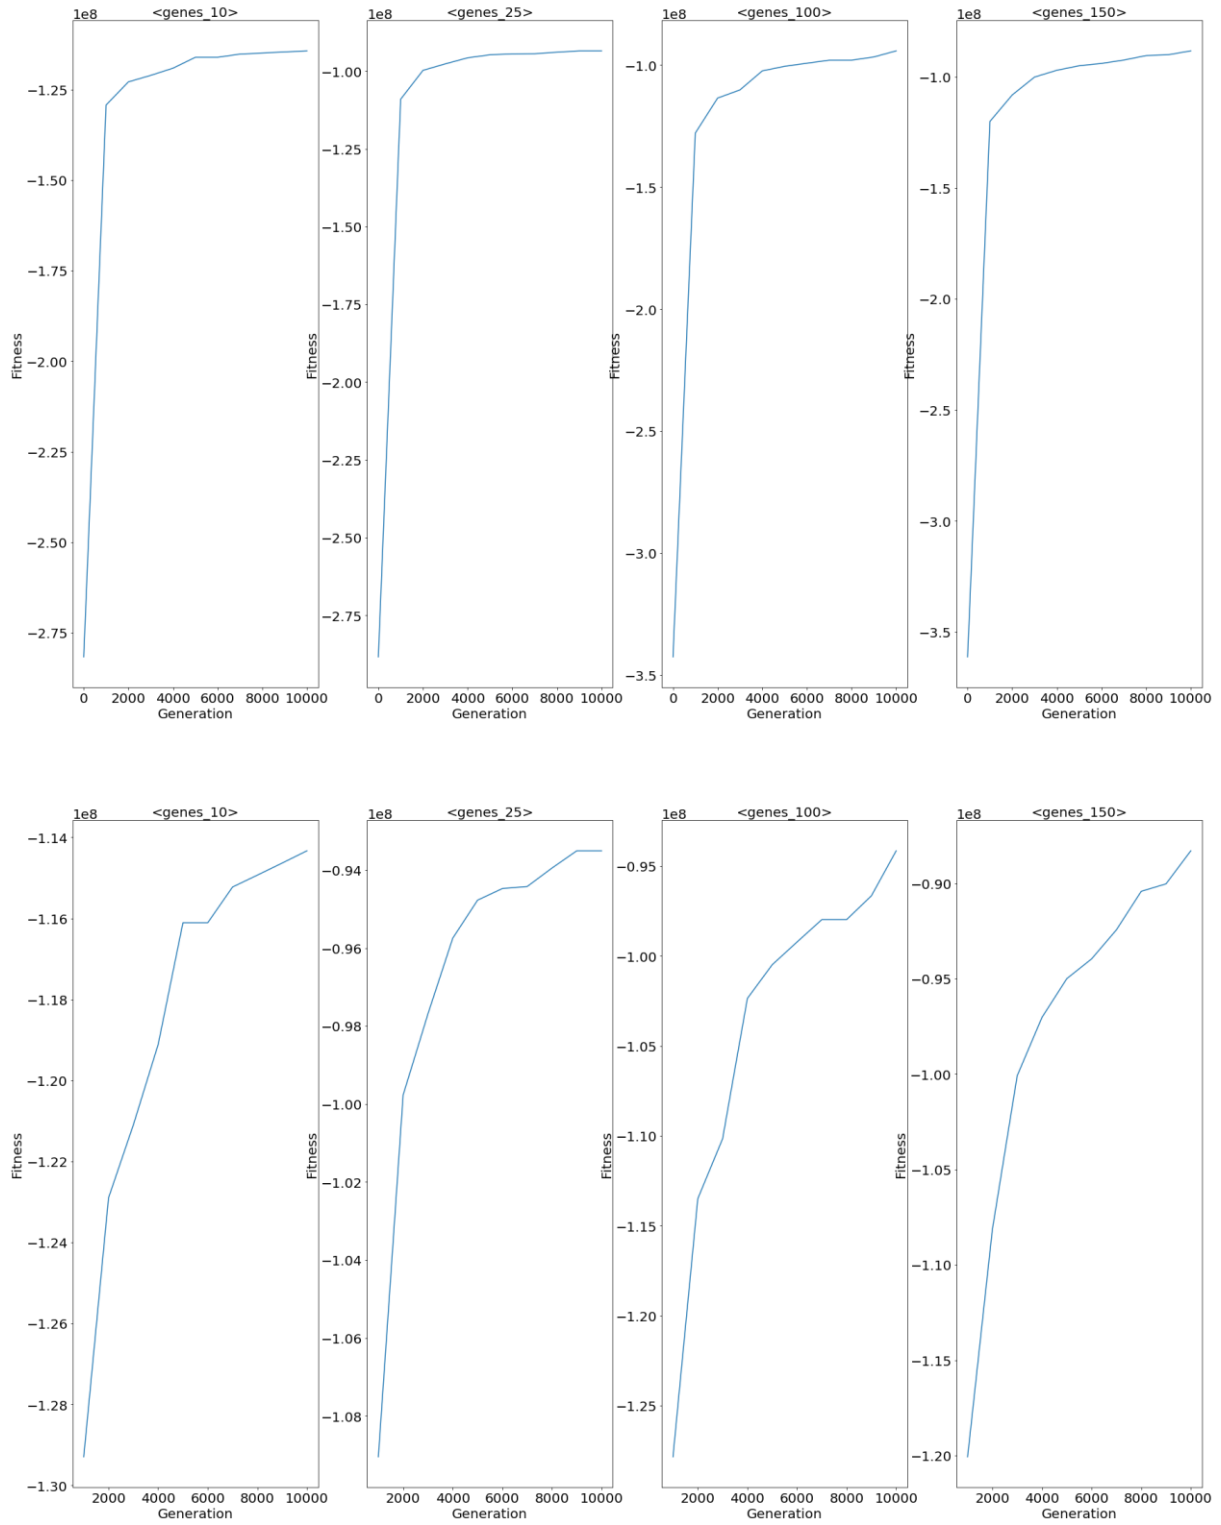 1e8 <genes_10>
−1.25
−1.50
−1.75
−2.00
−2.25
−2.50
−2.75
Fitness
0 2000 4000 6000 8000 10000
Generation
1e8 <genes_25>
−1.00
−1.25
−1.50
−1.75
−2.00
−2.25
−2.50
−2.75
Fitness
0 2000 4000 6000 8000 10000
Generation
1e8 <genes_100>
−1.0
−1.5
−2.0
−2.5
−3.0
−3.5
Fitness
0 2000 4000 6000 8000 10000
Generation
1e8 <genes_150>
−1.0
−1.5
−2.0
−2.5
−3.0
−3.5
Fitness
0 2000 4000 6000 8000 10000
Generation
1e8 <genes_10>
−1.14
−1.16
−1.18
−1.20
−1.22
−1.24
−1.26
−1.28
−1.30
Fitness
2000 4000 6000 8000 10000
Generation
1e8 <genes_25>
−0.94
−0.96
−0.98
−1.00
−1.02
−1.04
−1.06
−1.08
Fitness
2000 4000 6000 8000 10000
Generation
1e8 <genes_100>
−0.95
−1.00
−1.05
−1.10
−1.15
−1.20
−1.25
Fitness
2000 4000 6000 8000 10000
Generation
1e8 <genes_150>
−0.90
−0.95
−1.00
−1.05
−1.10
−1.15
−1.20
Fitness
2000 4000 6000 8000 10000
Generation